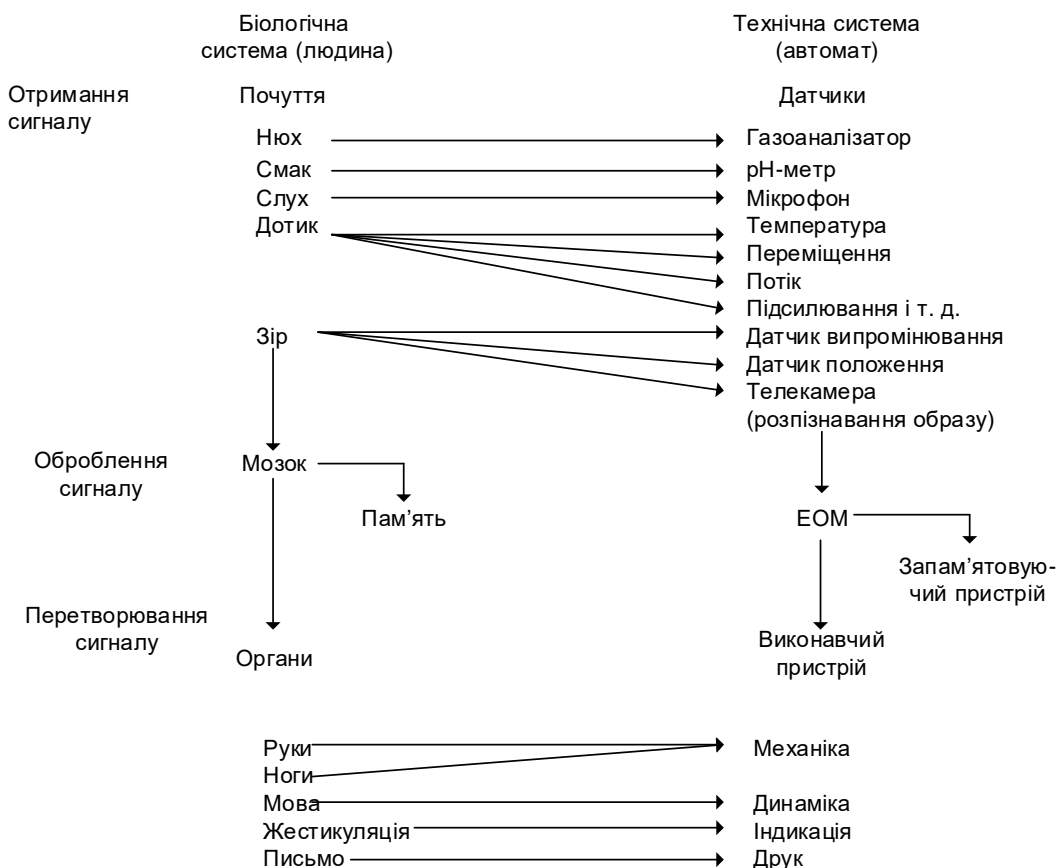 Біологічна
система (людина)
Технічна система
(автомат)
Отримання
сигналу
Почуття
Датчики
Нюх
Газоаналізатор
Смак
рН-метр
Слух
Мікрофон
Дотик
Температура
Переміщення
Потік
Підсилювання і т. д.
Зір
Датчик випромінювання
Датчик положення
Телекамера
(розпізнавання образу)
Оброблення
сигналу
Мозок
Пам’ять
ЕОМ
Запам’ятовую-
чий пристрій
Перетворювання
сигналу
Органи
Виконавчий
пристрій
Руки
Механіка
Ноги
Мова
Динаміка
Жестикуляція
Індикація
Письмо
Друк